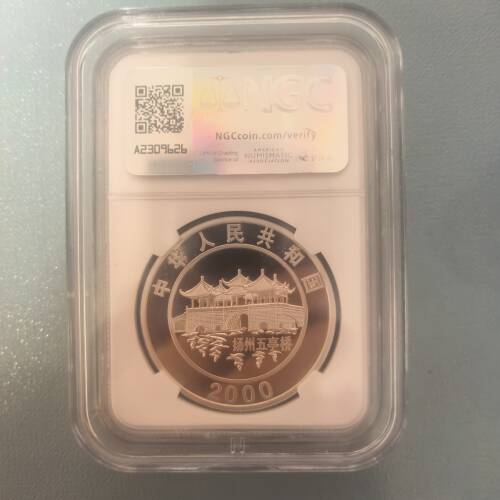 NGC
NGCcoin.com/verify
A2309626
AMERICAN
NUMISMATIC
ASSOCIATION
中华人民共和国
扬州五亭桥
2000